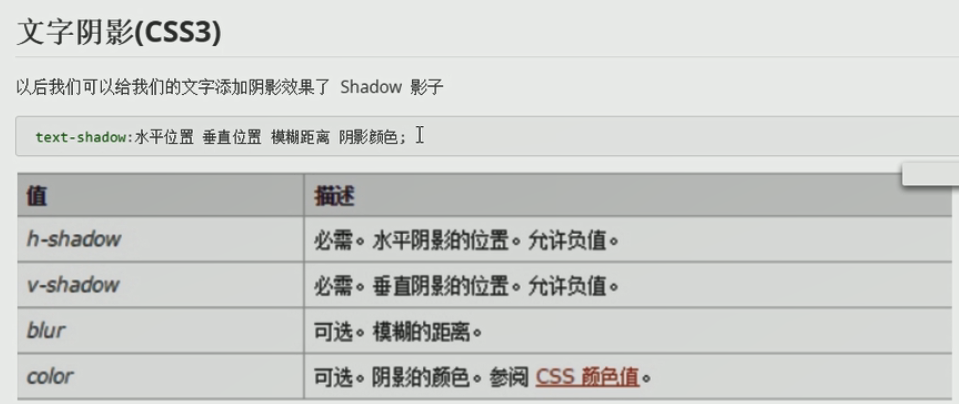 文字阴影(CSS3)
以后我们可以给我们的文字添加阴影效果了 Shadow 影子
text-shadow:水平位置 垂直位置 模糊距离 阴影颜色;
值 描述
h-shadow 必需。水平阴影的位置。允许负值。
v-shadow 必需。垂直阴影的位置。允许负值。
blur 可选。模糊的距离。
color 可选。阴影的颜色。参阅 CSS 颜色值。